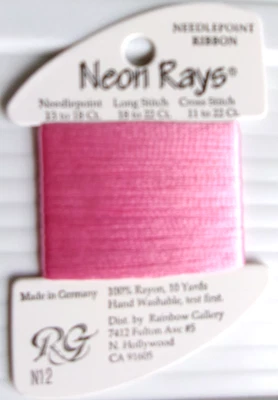 NEEDLEPOINT
RIBBON
Neon Rays®
Needlepoint Long Stitch Cross Stitch
13 to 18 Ct. 18 to 22 Ct. 11 to 22 Ct.
Made in Germany
100% Rayon, 10 Yards
Hand Washable, test first.
Dist. by Rainbow Gallery
7412 Fulton Ave #5
N. Hollywood
CA 91605
RG
N12